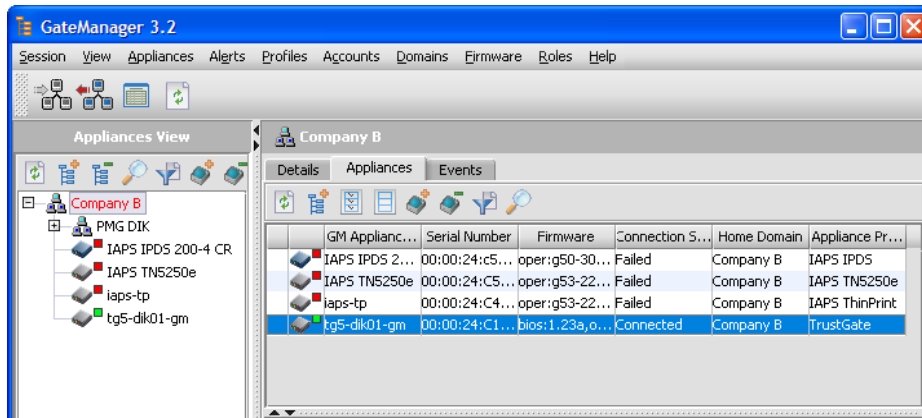 GateManager 3.2
Session View Appliances Alerts Profiles Accounts Domains Firmware Roles Help
Appliances View
Company B
PMG DIK
IAPS IPDS 200-4 CR
IAPS TN5250e
iaps-tp
tg5-dik01-gm
Company B
Details Appliances Events
GM Applianc... Serial Number Firmware Connection S... Home Domain Appliance Pr...
IAPS IPDS 2... 00:00:24:c5... oper:g50-30... Failed Company B IAPS IPDS
IAPS TN5250e 00:00:24:C5... oper:g53-22... Failed Company B IAPS TN5250e
iaps-tp 00:00:24:C4... oper:g53-22... Failed Company B IAPS ThinPrint
tg5-dik01-gm 00:00:24:C1... bios:1.23a,o... Connected Company B TrustGate